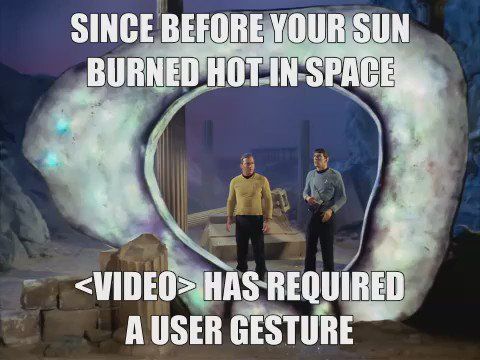 SINCE BEFORE YOUR SUN
BURNED HOT IN SPACE
<VIDEO> HAS REQUIRED
A USER GESTURE